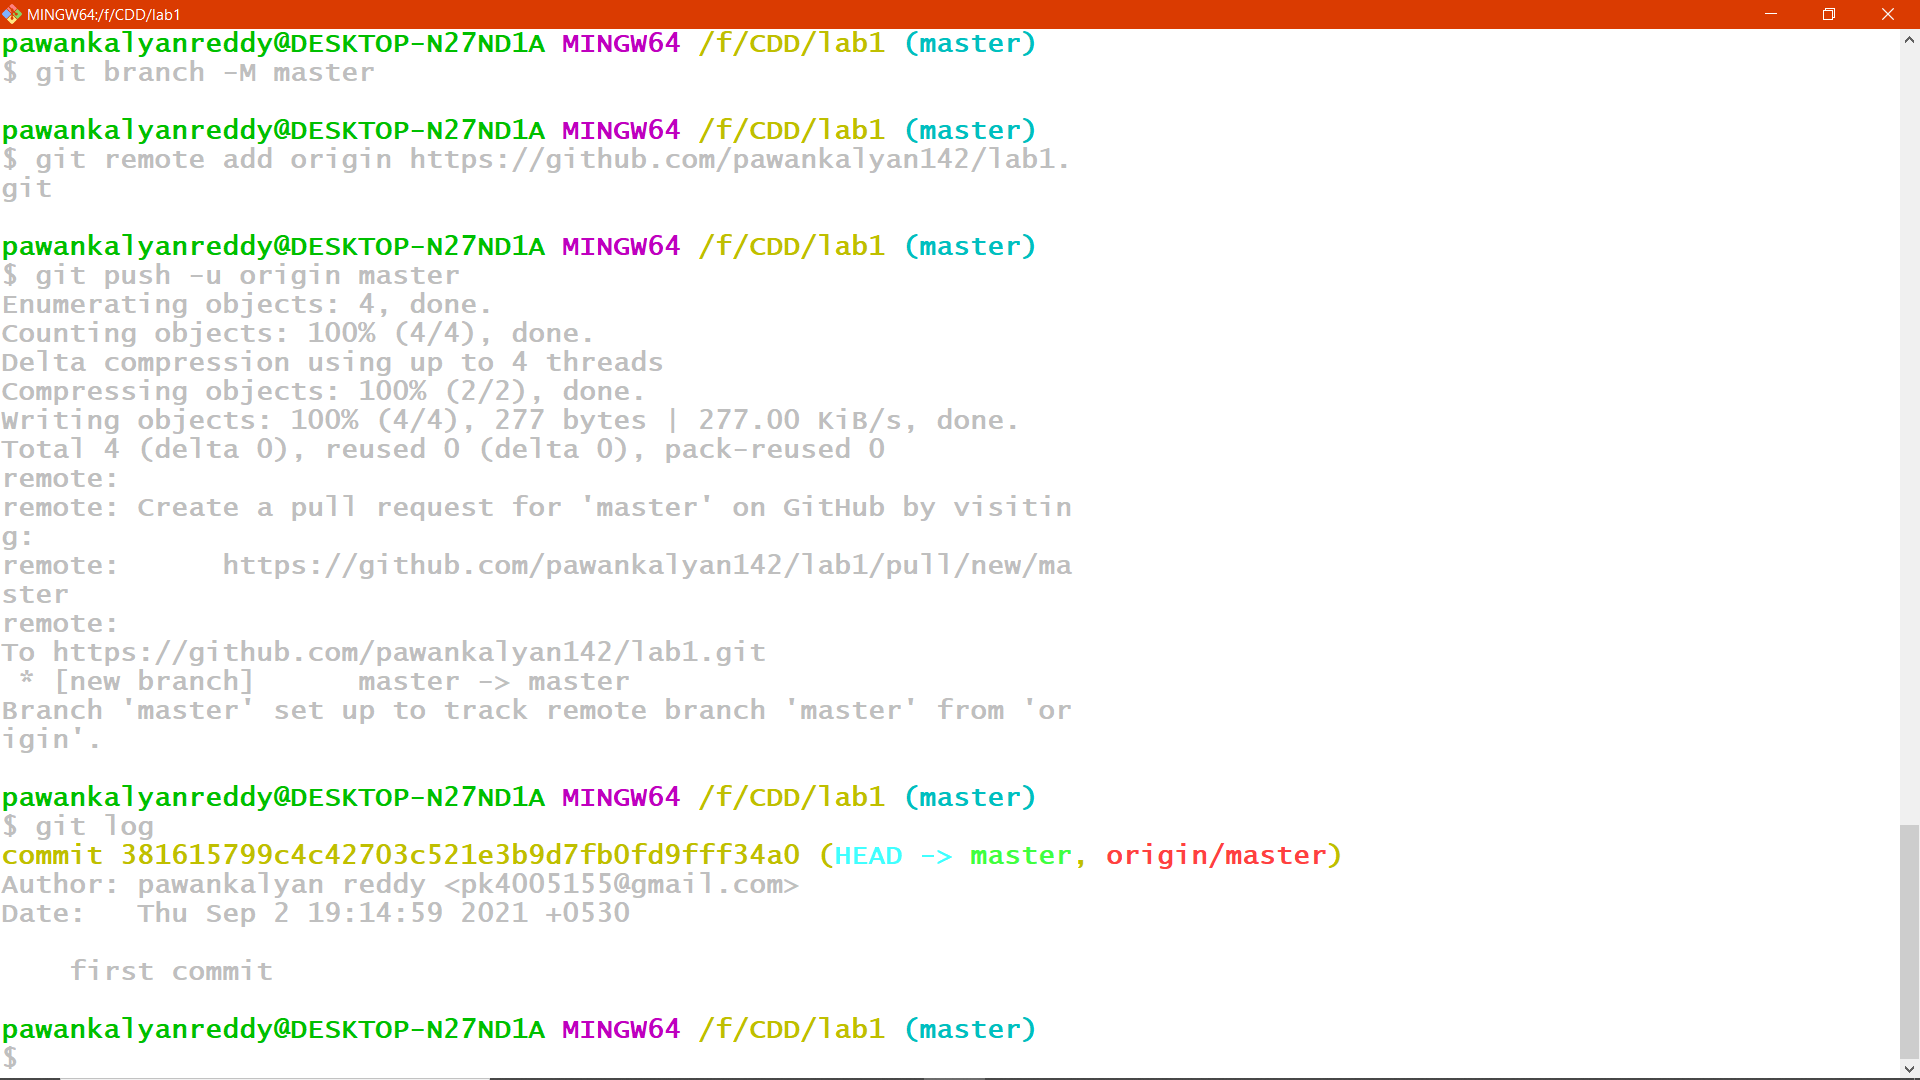 MINGW64:/f/CDD/lab1
pawankalyanreddy@DESKTOP-N27ND1A MINGW64 /f/CDD/lab1 (master)
$ git branch -M master
pawankalyanreddy@DESKTOP-N27ND1A MINGW64 /f/CDD/lab1 (master)
$ git remote add origin https://github.com/pawankalyan142/lab1.
git
pawankalyanreddy@DESKTOP-N27ND1A MINGW64 /f/CDD/lab1 (master)
$ git push -u origin master
Enumerating objects: 4, done.
Counting objects: 100% (4/4), done.
Delta compression using up to 4 threads
Compressing objects: 100% (2/2), done.
Writing objects: 100% (4/4), 277 bytes | 277.00 KiB/s, done.
Total 4 (delta 0), reused 0 (delta 0), pack-reused 0
remote:
remote: Create a pull request for 'master' on GitHub by visitin
g:
remote:      https://github.com/pawankalyan142/lab1/pull/new/ma
ster
remote:
To https://github.com/pawankalyan142/lab1.git
 * [new branch]      master -> master
Branch 'master' set up to track remote branch 'master' from 'or
igin'.
pawankalyanreddy@DESKTOP-N27ND1A MINGW64 /f/CDD/lab1 (master)
$ git log
commit 381615799c4c42703c521e3b9d7fb0fd9fff34a0 (HEAD -> master, origin/master)
Author: pawankalyan reddy <pk4005155@gmail.com>
Date:   Thu Sep 2 19:14:59 2021 +0530
    first commit
pawankalyanreddy@DESKTOP-N27ND1A MINGW64 /f/CDD/lab1 (master)
$